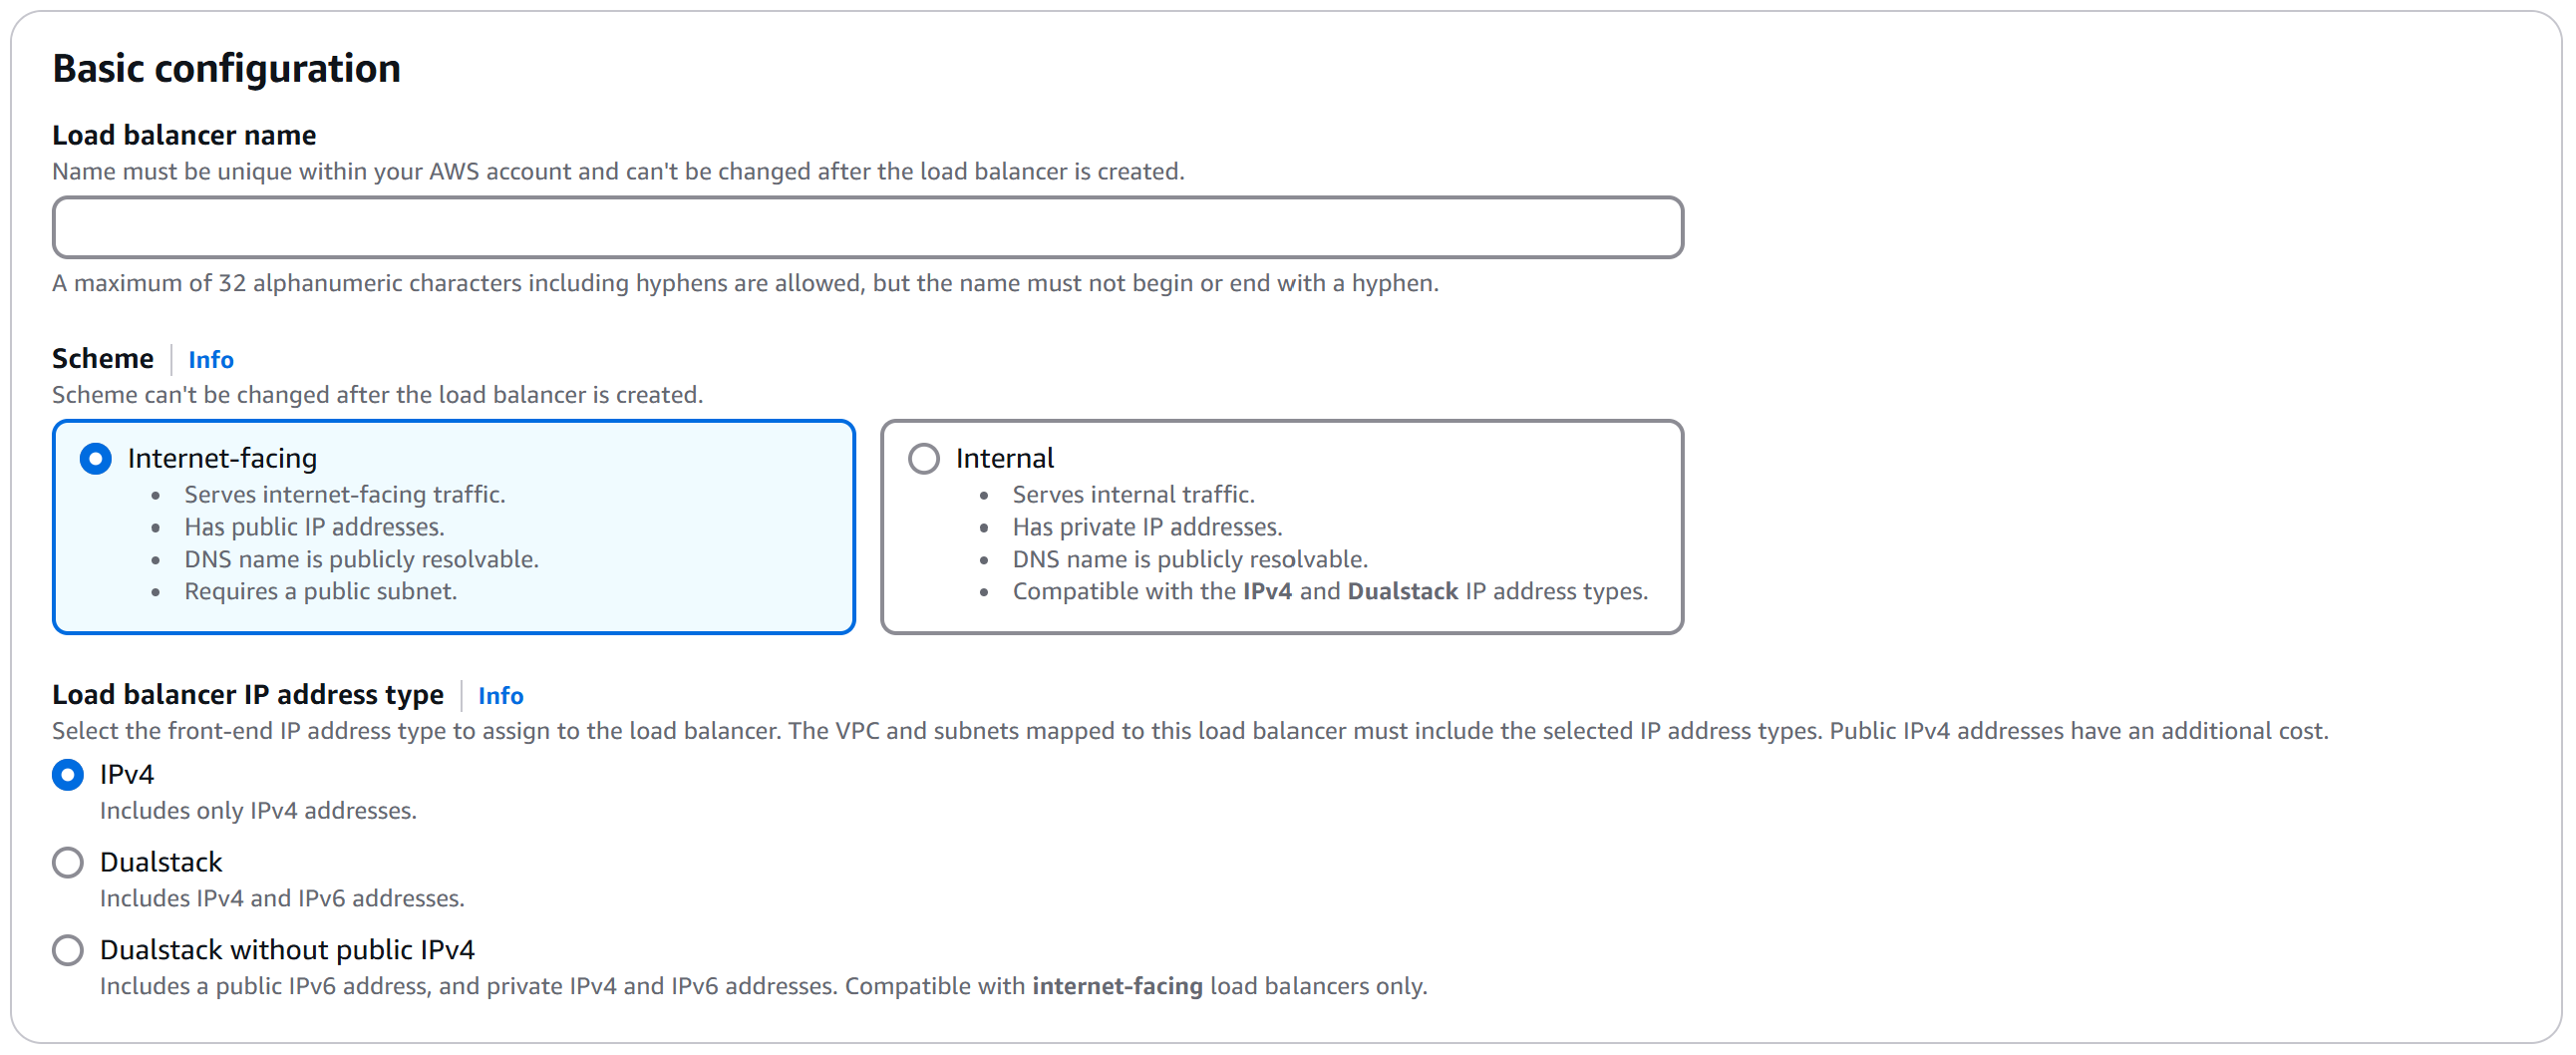 Basic configuration
Load balancer name
Name must be unique within your AWS account and can't be changed after the load balancer is created.
A maximum of 32 alphanumeric characters including hyphens are allowed, but the name must not begin or end with a hyphen.
Scheme | Info
Scheme can't be changed after the load balancer is created.
Internet-facing
• Serves internet-facing traffic.
• Has public IP addresses.
• DNS name is publicly resolvable.
• Requires a public subnet.
Internal
• Serves internal traffic.
• Has private IP addresses.
• DNS name is publicly resolvable.
• Compatible with the IPv4 and Dualstack IP address types.
Load balancer IP address type | Info
Select the front-end IP address type to assign to the load balancer. The VPC and subnets mapped to this load balancer must include the selected IP address types. Public IPv4 addresses have an additional cost.
IPv4
Includes only IPv4 addresses.
Dualstack
Includes IPv4 and IPv6 addresses.
Dualstack without public IPv4
Includes a public IPv6 address, and private IPv4 and IPv6 addresses. Compatible with internet-facing load balancers only.